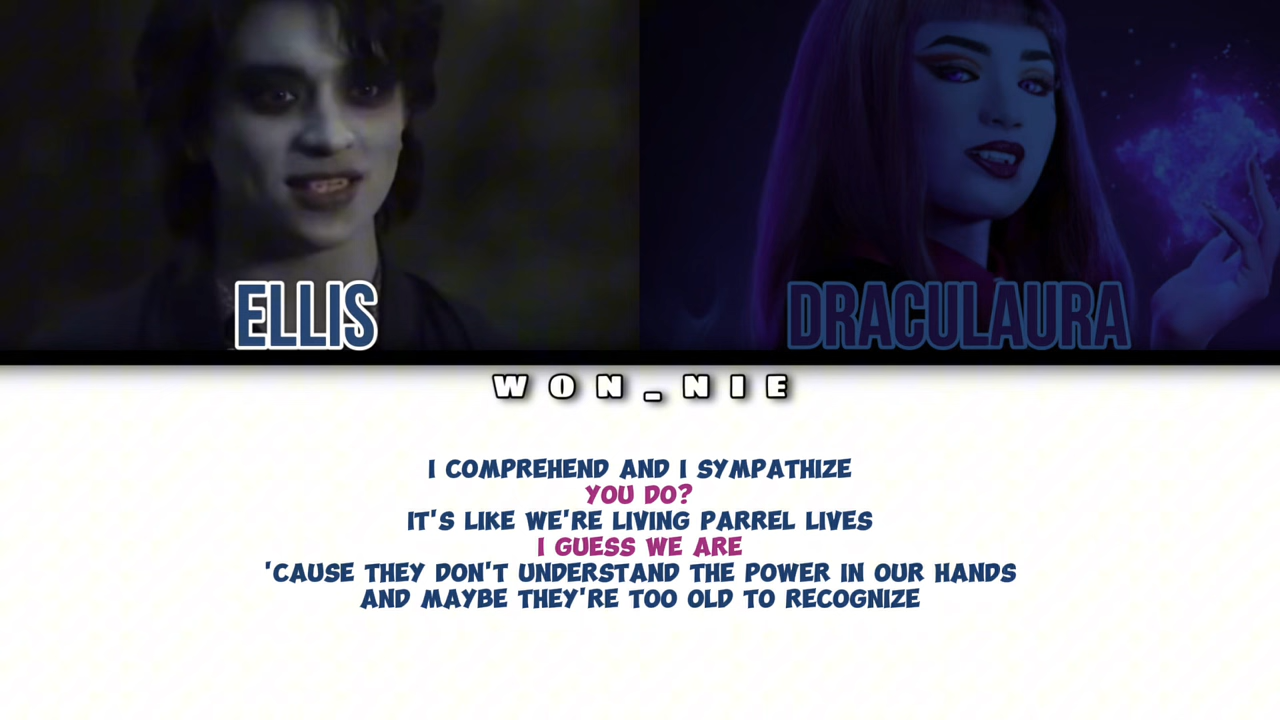 ELLIS
DRACULAURA
WON_NIE
I COMPREHEND AND I SYMPATHIZE
YOU DO?
IT'S LIKE WE'RE LIVING PARREL LIVES
I GUESS WE ARE
'CAUSE THEY DON'T UNDERSTAND THE POWER IN OUR HANDS
AND MAYBE THEY'RE TOO OLD TO RECOGNIZE